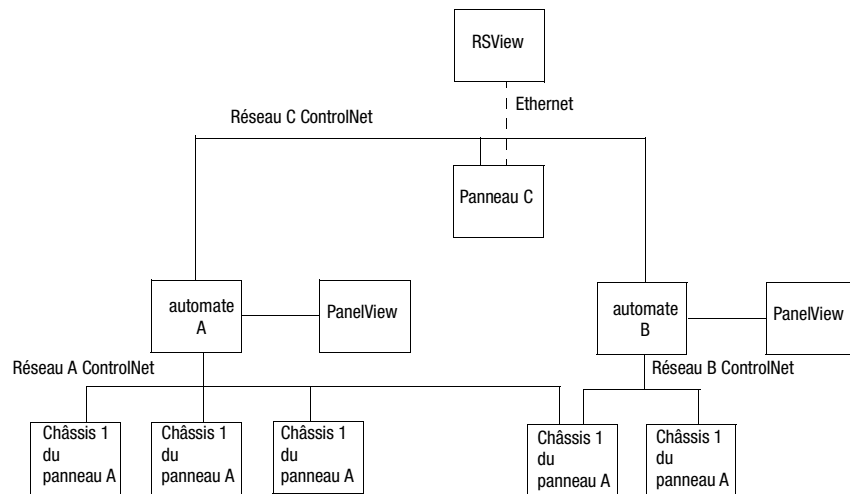 RSView
Ethernet
Réseau C ControlNet
Panneau C
automate
A
PanelView
automate
B
PanelView
Réseau A ControlNet
Réseau B ControlNet
Châssis 1
du
panneau A
Châssis 1
du
panneau A
Châssis 1
du
panneau A
Châssis 1
du
panneau A
Châssis 1
du
panneau A